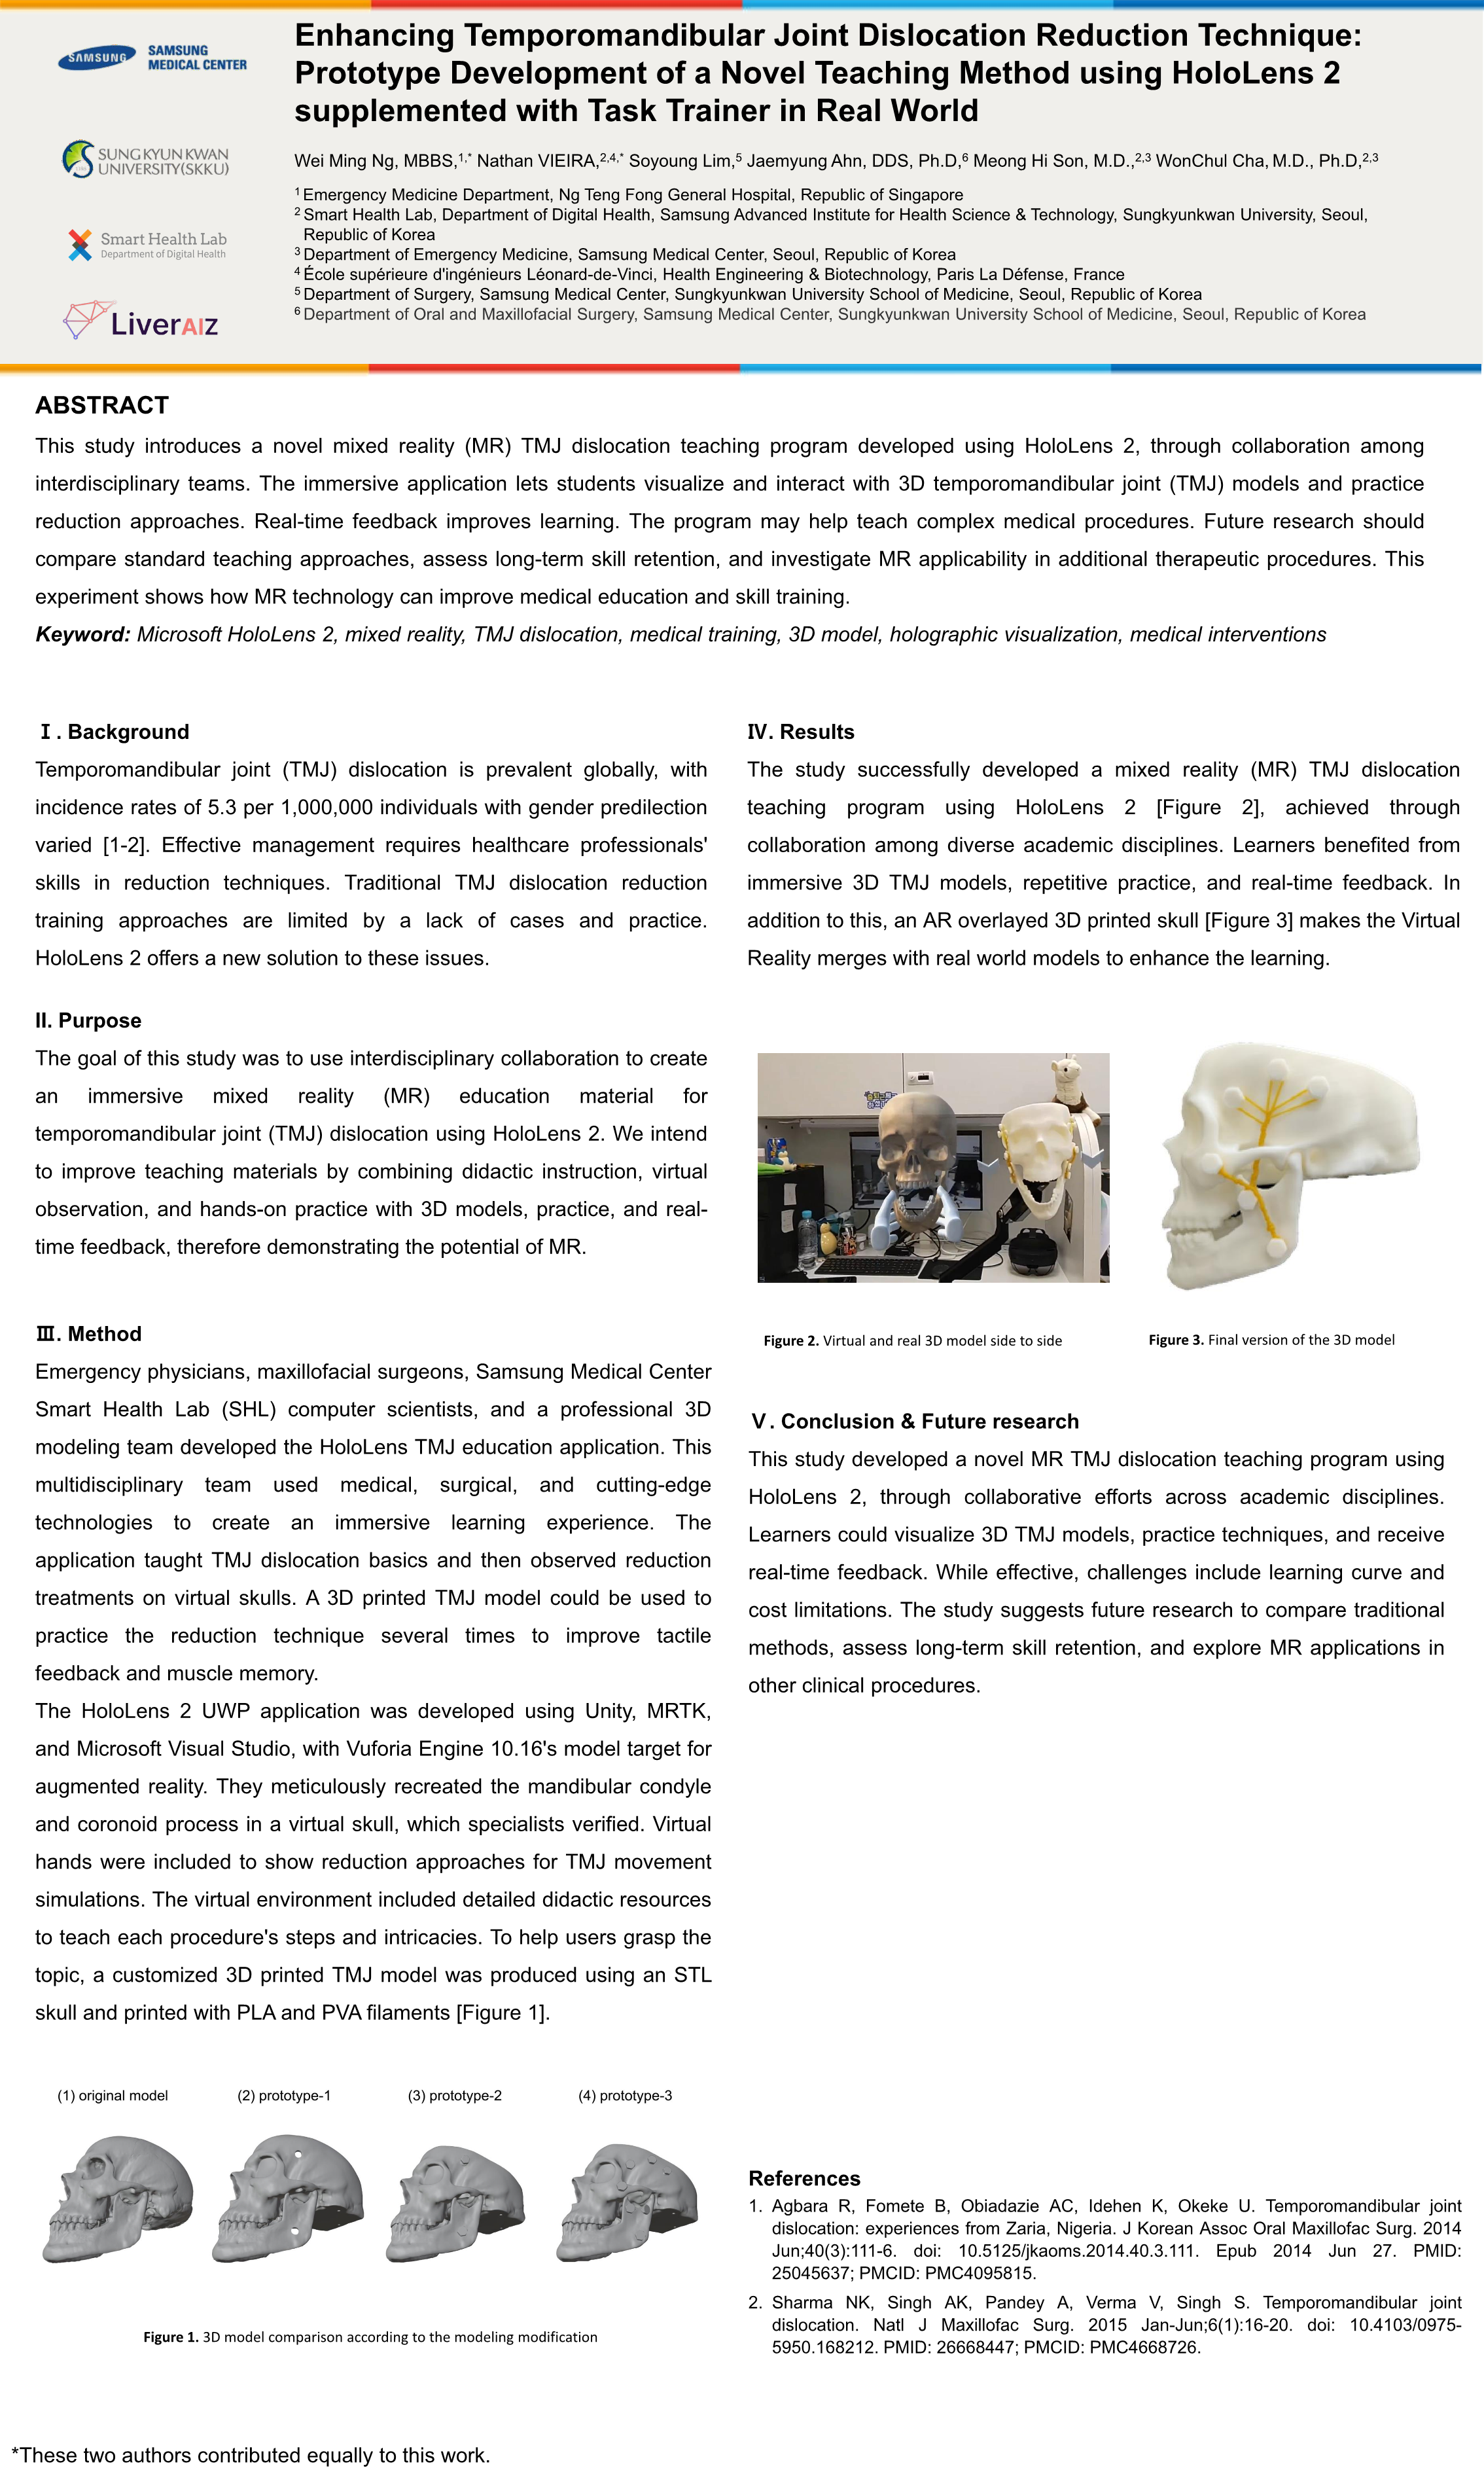 SAMSUNG
SAMSUNG
MEDICAL CENTER
SUNG KYUN KWAN
UNIVERSITY(SKKU)
Smart Health Lab
Department of Digital Health
LiverAIZ
Enhancing Temporomandibular Joint Dislocation Reduction Technique:
Prototype Development of a Novel Teaching Method using HoloLens 2
supplemented with Task Trainer in Real World
Wei Ming Ng, MBBS,1,* Nathan VIEIRA,2,4,* Soyoung Lim,5 Jaemyung Ahn, DDS, Ph.D,6 Meong Hi Son, M.D.,2,3 WonChul Cha, M.D., Ph.D,2,3
1 Emergency Medicine Department, Ng Teng Fong General Hospital, Republic of Singapore
2 Smart Health Lab, Department of Digital Health, Samsung Advanced Institute for Health Science & Technology, Sungkyunkwan University, Seoul,
Republic of Korea
3 Department of Emergency Medicine, Samsung Medical Center, Seoul, Republic of Korea
4 École supérieure d'ingénieurs Léonard-de-Vinci, Health Engineering & Biotechnology, Paris La Défense, France
5 Department of Surgery, Samsung Medical Center, Sungkyunkwan University School of Medicine, Seoul, Republic of Korea
6 Department of Oral and Maxillofacial Surgery, Samsung Medical Center, Sungkyunkwan University School of Medicine, Seoul, Republic of Korea
ABSTRACT
This study introduces a novel mixed reality (MR) TMJ dislocation teaching program developed using HoloLens 2, through collaboration among
interdisciplinary teams. The immersive application lets students visualize and interact with 3D temporomandibular joint (TMJ) models and practice
reduction approaches. Real-time feedback improves learning. The program may help teach complex medical procedures. Future research should
compare standard teaching approaches, assess long-term skill retention, and investigate MR applicability in additional therapeutic procedures. This
experiment shows how MR technology can improve medical education and skill training.
Keyword: Microsoft HoloLens 2, mixed reality, TMJ dislocation, medical training, 3D model, holographic visualization, medical interventions
Ⅰ. Background
Temporomandibular joint (TMJ) dislocation is prevalent globally, with
incidence rates of 5.3 per 1,000,000 individuals with gender predilection
varied [1-2]. Effective management requires healthcare professionals'
skills in reduction techniques. Traditional TMJ dislocation reduction
training approaches are limited by a lack of cases and practice.
HoloLens 2 offers a new solution to these issues.
II. Purpose
The goal of this study was to use interdisciplinary collaboration to create
an immersive mixed reality (MR) education material for
temporomandibular joint (TMJ) dislocation using HoloLens 2. We intend
to improve teaching materials by combining didactic instruction, virtual
observation, and hands-on practice with 3D models, practice, and real-
time feedback, therefore demonstrating the potential of MR.
Ⅲ. Method
Emergency physicians, maxillofacial surgeons, Samsung Medical Center
Smart Health Lab (SHL) computer scientists, and a professional 3D
modeling team developed the HoloLens TMJ education application. This
multidisciplinary team used medical, surgical, and cutting-edge
technologies to create an immersive learning experience. The
application taught TMJ dislocation basics and then observed reduction
treatments on virtual skulls. A 3D printed TMJ model could be used to
practice the reduction technique several times to improve tactile
feedback and muscle memory.
The HoloLens 2 UWP application was developed using Unity, MRTK,
and Microsoft Visual Studio, with Vuforia Engine 10.16's model target for
augmented reality. They meticulously recreated the mandibular condyle
and coronoid process in a virtual skull, which specialists verified. Virtual
hands were included to show reduction approaches for TMJ movement
simulations. The virtual environment included detailed didactic resources
to teach each procedure's steps and intricacies. To help users grasp the
topic, a customized 3D printed TMJ model was produced using an STL
skull and printed with PLA and PVA filaments [Figure 1].
(1) original model
(2) prototype-1
(3) prototype-2
(4) prototype-3
Figure 1. 3D model comparison according to the modeling modification
Ⅳ. Results
The study successfully developed a mixed reality (MR) TMJ dislocation
teaching program using HoloLens 2 [Figure 2], achieved through
collaboration among diverse academic disciplines. Learners benefited from
immersive 3D TMJ models, repetitive practice, and real-time feedback. In
addition to this, an AR overlayed 3D printed skull [Figure 3] makes the Virtual
Reality merges with real world models to enhance the learning.
Figure 2. Virtual and real 3D model side to side
Figure 3. Final version of the 3D model
Ⅴ. Conclusion & Future research
This study developed a novel MR TMJ dislocation teaching program using
HoloLens 2, through collaborative efforts across academic disciplines.
Learners could visualize 3D TMJ models, practice techniques, and receive
real-time feedback. While effective, challenges include learning curve and
cost limitations. The study suggests future research to compare traditional
methods, assess long-term skill retention, and explore MR applications in
other clinical procedures.
References
1. Agbara R, Fomete B, Obiadazie AC, Idehen K, Okeke U. Temporomandibular joint
dislocation: experiences from Zaria, Nigeria. J Korean Assoc Oral Maxillofac Surg. 2014
Jun;40(3):111-6. doi: 10.5125/jkaoms.2014.40.3.111. Epub 2014 Jun 27. PMID:
25045637; PMCID: PMC4095815.
2. Sharma NK, Singh AK, Pandey A, Verma V, Singh S. Temporomandibular joint
dislocation. Natl J Maxillofac Surg. 2015 Jan-Jun;6(1):16-20. doi: 10.4103/0975-
5950.168212. PMID: 26668447; PMCID: PMC4668726.
*These two authors contributed equally to this work.